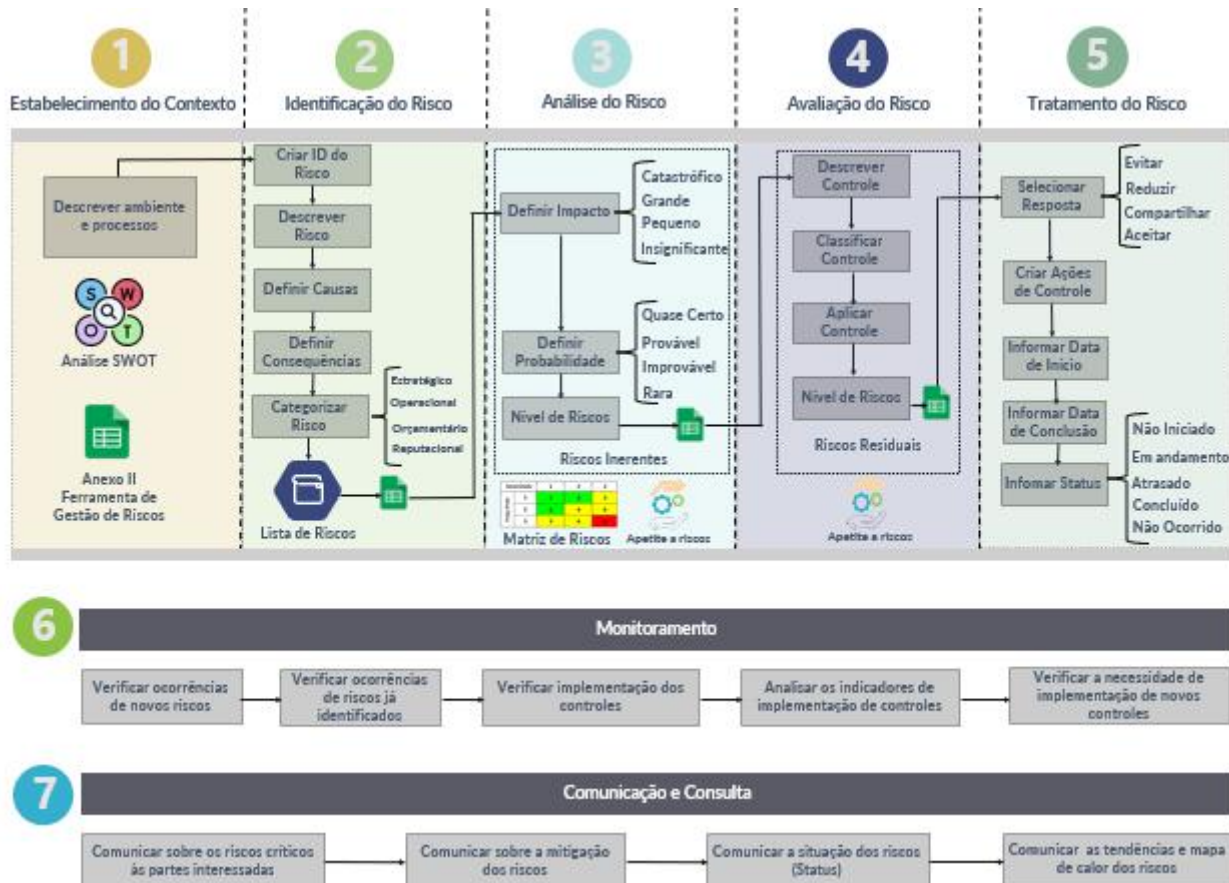 1
Estabelecimento do Contexto
2
Identificação do Risco
3
Análise do Risco
4
Avaliação do Risco
5
Tratamento do Risco
Descrever ambiente
e processos
S
W
O
T
Análise SWOT
Anexo II
Ferramenta de
Gestão de Riscos
Criar ID do
Risco
Descrever
Risco
Definir Causas
Definir
Consequências
Categorizar
Risco
Estratégico
Operacional
Orçamentário
Reputacional
Lista de Riscos
Definir Impacto
Catastrófico
Grande
Pequeno
Insignificante
Definir
Probabilidade
Quase Certo
Provável
Improvável
Rara
Nível de Riscos
Riscos Inerentes
Matriz de Riscos
Apetite a riscos
Descrever
Controle
Classificar
Controle
Aplicar
Controle
Nível de Riscos
Riscos Residuais
Apetite a riscos
Selecionar
Resposta
Evitar
Reduzir
Compartilhar
Aceitar
Criar Ações
de Controle
Informar Data
de Início
Informar Data
de Conclusão
Infomar Status
Não Iniciado
Em andamento
Atrasado
Concluído
Não Ocorrido
6
Monitoramento
Verificar ocorrências
de novos riscos
Verificar ocorrências
de riscos já
identificados
Verificar implementação dos
controles
Analisar os indicadores de
implementação de controles
Verificar a necessidade de
implementação de novos
controles
7
Comunicação e Consulta
Comunicar sobre os riscos críticos
às partes interessadas
Comunicar sobre a mitigação
dos riscos
Comunicar a situação dos riscos
(Status)
Comunicar as tendências e mapa
de calor dos riscos